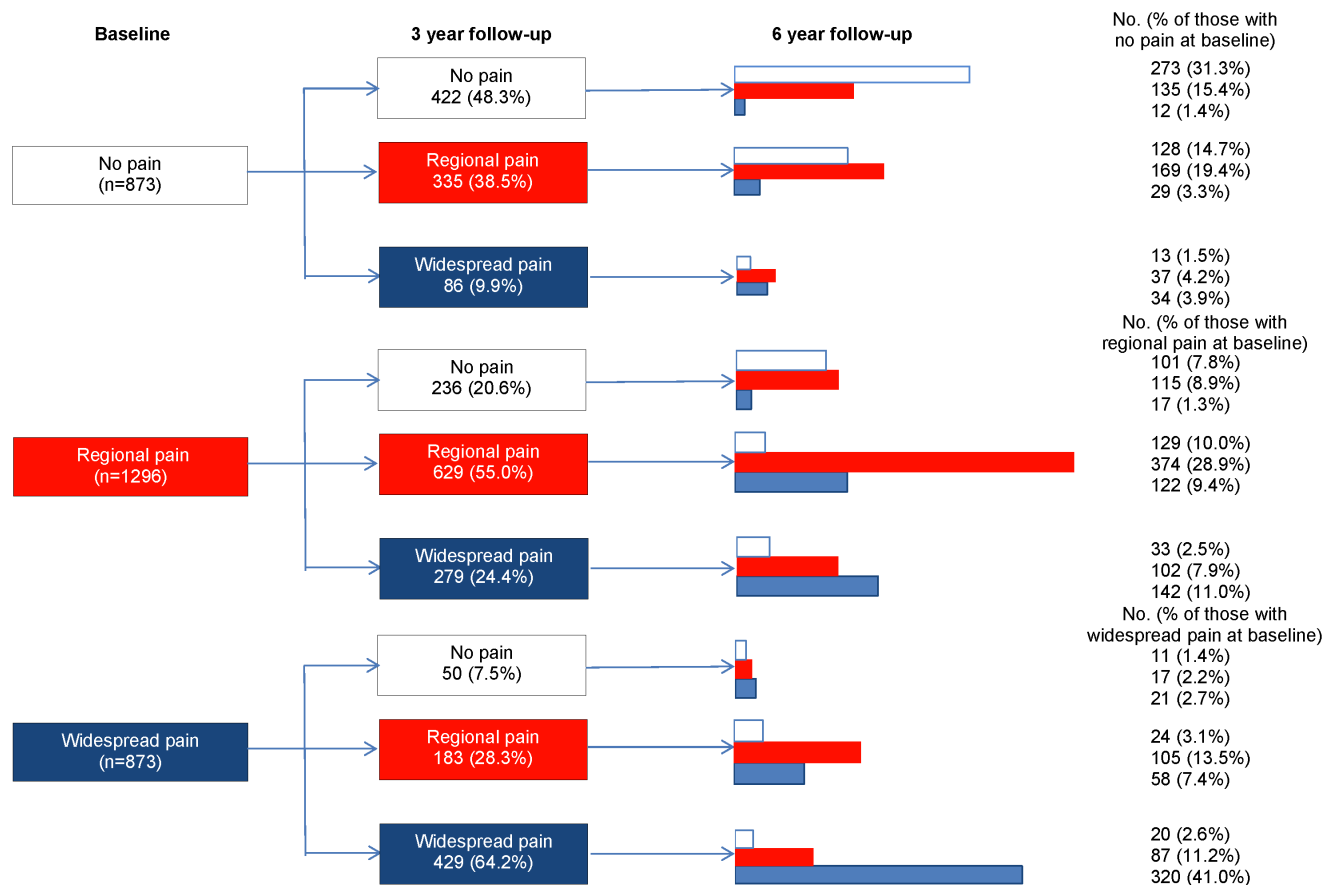 Baseline
3 year follow-up
6 year follow-up
No. (% of those with
no pain at baseline)
No pain
(n=873)
No pain
422 (48.3%)
273 (31.3%)
135 (15.4%)
12 (1.4%)
Regional pain
335 (38.5%)
128 (14.7%)
169 (19.4%)
29 (3.3%)
Widespread pain
86 (9.9%)
13 (1.5%)
37 (4.2%)
34 (3.9%)
No. (% of those with
regional pain at baseline)
Regional pain
(n=1296)
No pain
236 (20.6%)
101 (7.8%)
115 (8.9%)
17 (1.3%)
Regional pain
629 (55.0%)
129 (10.0%)
374 (28.9%)
122 (9.4%)
Widespread pain
279 (24.4%)
33 (2.5%)
102 (7.9%)
142 (11.0%)
No. (% of those with
widespread pain at baseline)
Widespread pain
(n=873)
No pain
50 (7.5%)
11 (1.4%)
17 (2.2%)
21 (2.7%)
Regional pain
183 (28.3%)
24 (3.1%)
105 (13.5%)
58 (7.4%)
Widespread pain
429 (64.2%)
20 (2.6%)
87 (11.2%)
320 (41.0%)